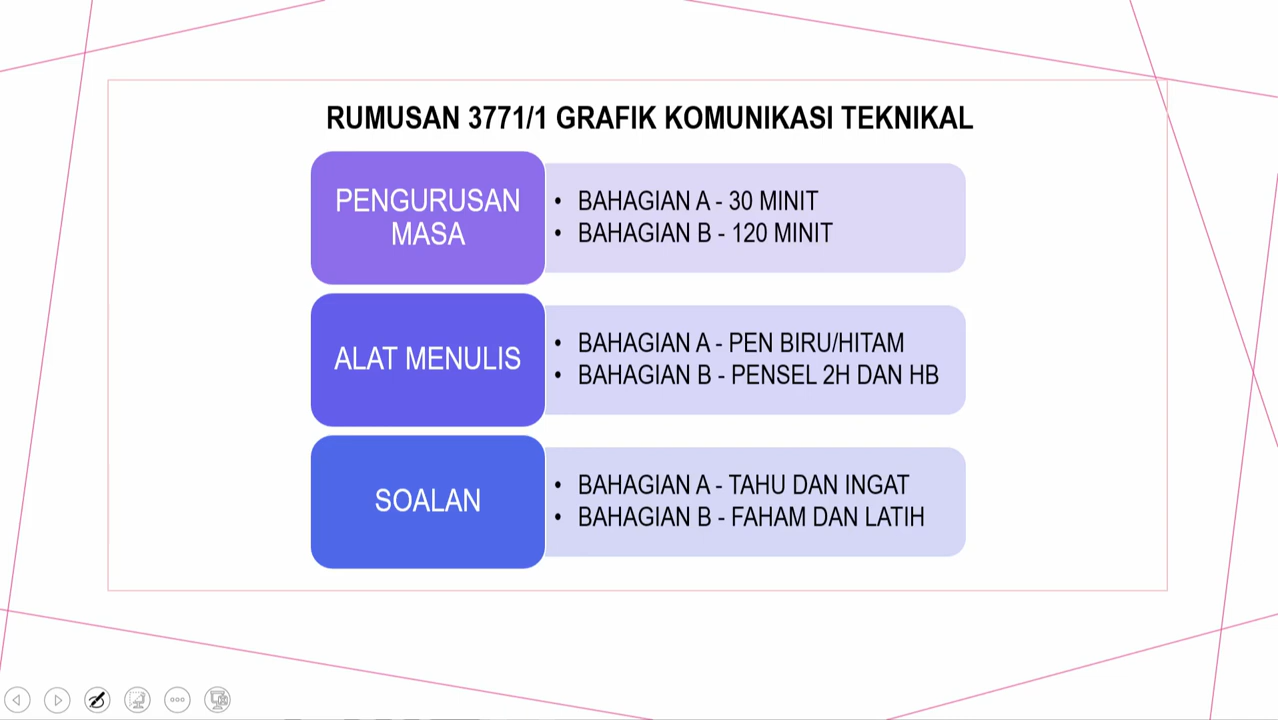 RUMUSAN 3771/1 GRAFIK KOMUNIKASI TEKNIKAL
PENGURUSAN
MASA
• BAHAGIAN A - 30 MINIT
• BAHAGIAN B - 120 MINIT
ALAT MENULIS
• BAHAGIAN A - PEN BIRU/HITAM
• BAHAGIAN B - PENSEL 2H DAN HB
SOALAN
• BAHAGIAN A - TAHU DAN INGAT
• BAHAGIAN B - FAHAM DAN LATIH